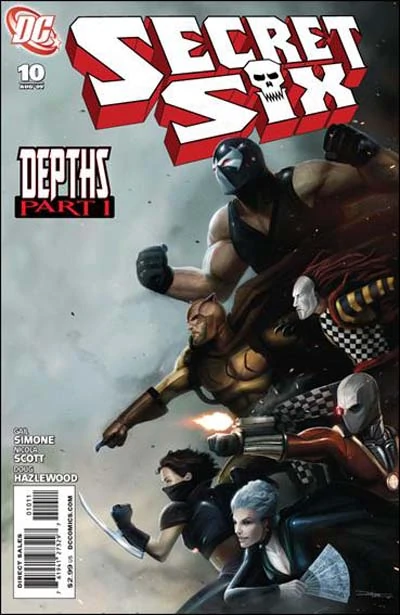 DC
10
AUG 09
SECRET
SIX
DEPTHS
PART 1
GAIL
SIMONE
NICOLA
SCOTT
DOUG
HAZLEWOOD
01011
DIRECT SALES
$2.99 US
DCCOMICS.COM